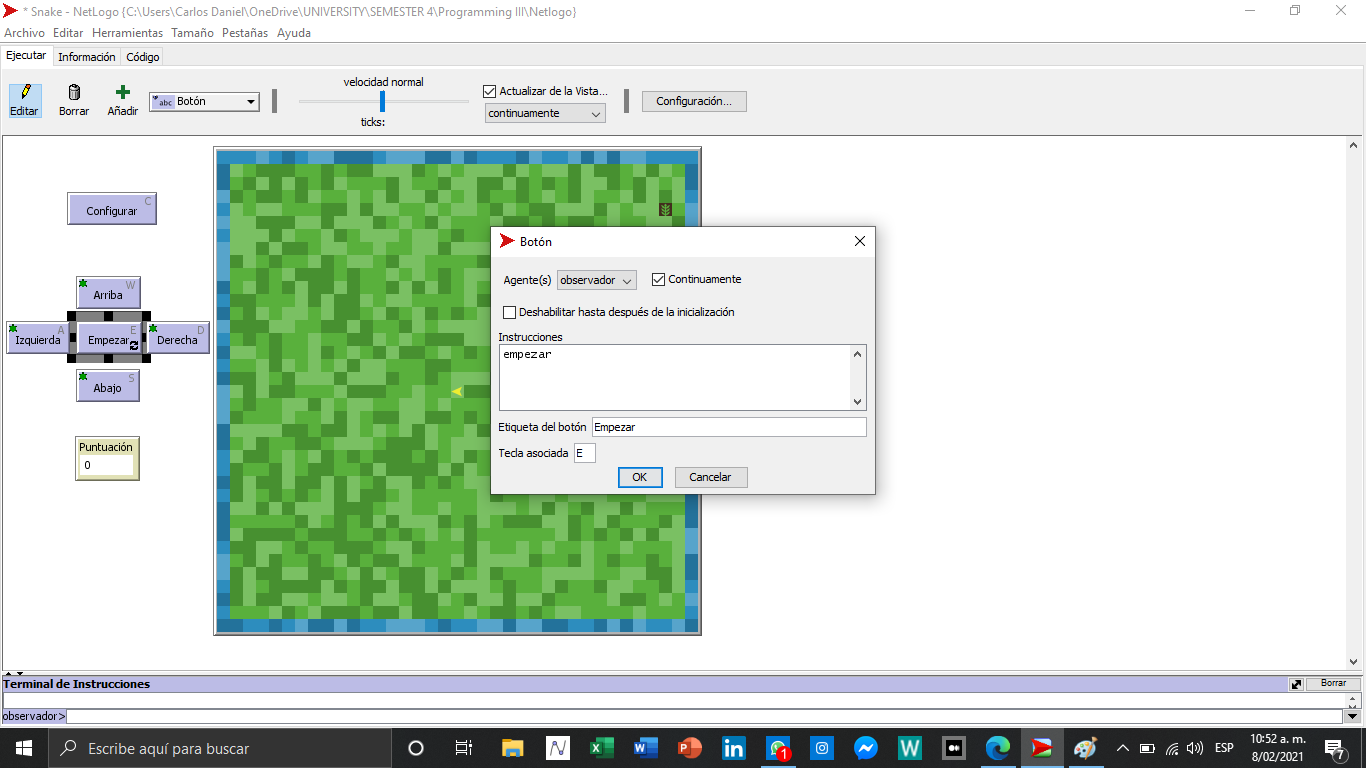 * Snake - NetLogo {C:\Users\Carlos Daniel\OneDrive\UNIVERSITY\SEMESTER 4\Programming III\Netlogo}
Archivo Editar Herramientas Tamaño Pestañas Ayuda
Ejecutar Información Código
velocidad normal
Editar Borrar Añadir
abc Botón
ticks:
Actualizar de la Vista...
continuamente
Configuración...
C
Configurar
W
Arriba
A
Izquierda
E
Empezar
D
Derecha
S
Abajo
Puntuación
0
Botón
Agente(s) observador Continuamente
Deshabilitar hasta después de la inicialización
Instrucciones
empezar
Etiqueta del botón Empezar
Tecla asociada E
OK Cancelar
Terminal de Instrucciones Borrar
observador>
Escribe aquí para buscar
1
ESP
10:52 a. m.
8/02/2021
7